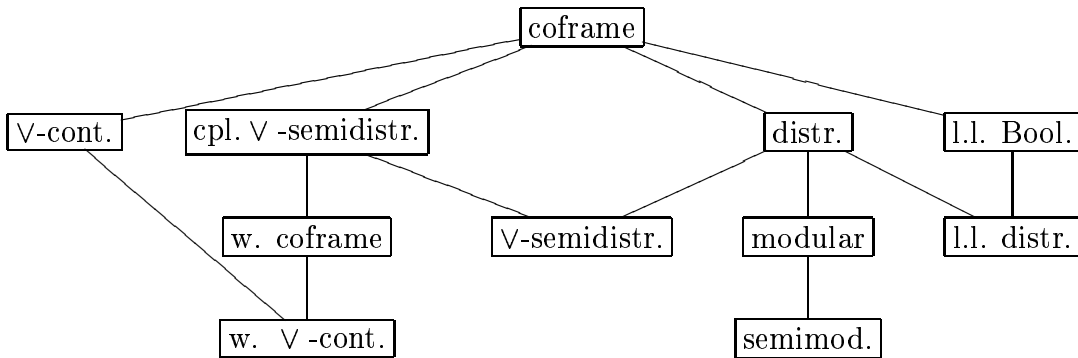 coframe
∨-cont.
cpl. ∨ -semidistr.
distr.
l.l. Bool.
w. coframe
∨-semidistr.
modular
l.l. distr.
w. ∨ -cont.
semimod.